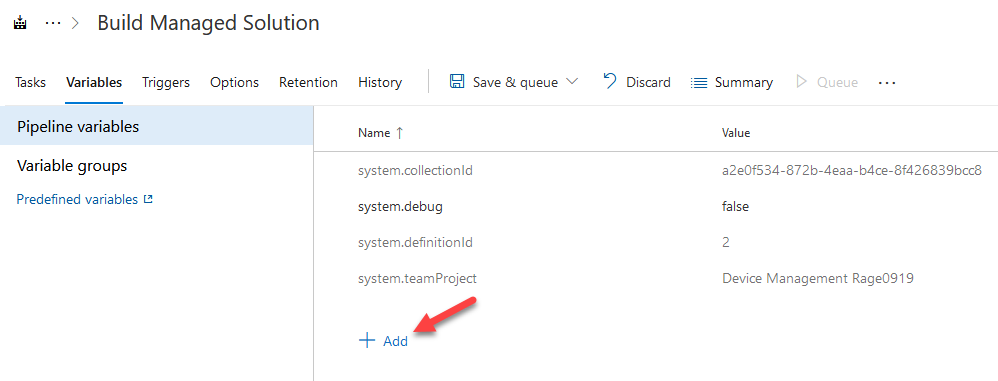 ··· > Build Managed Solution
Tasks Variables Triggers Options Retention History Save & queue Discard Summary Queue ···
Pipeline variables
Variable groups
Predefined variables
Name ↑ Value
system.collectionId a2e0f534-872b-4eaa-b4ce-8f426839bcc8
system.debug false
system.definitionId 2
system.teamProject Device Management Rage0919
+ Add